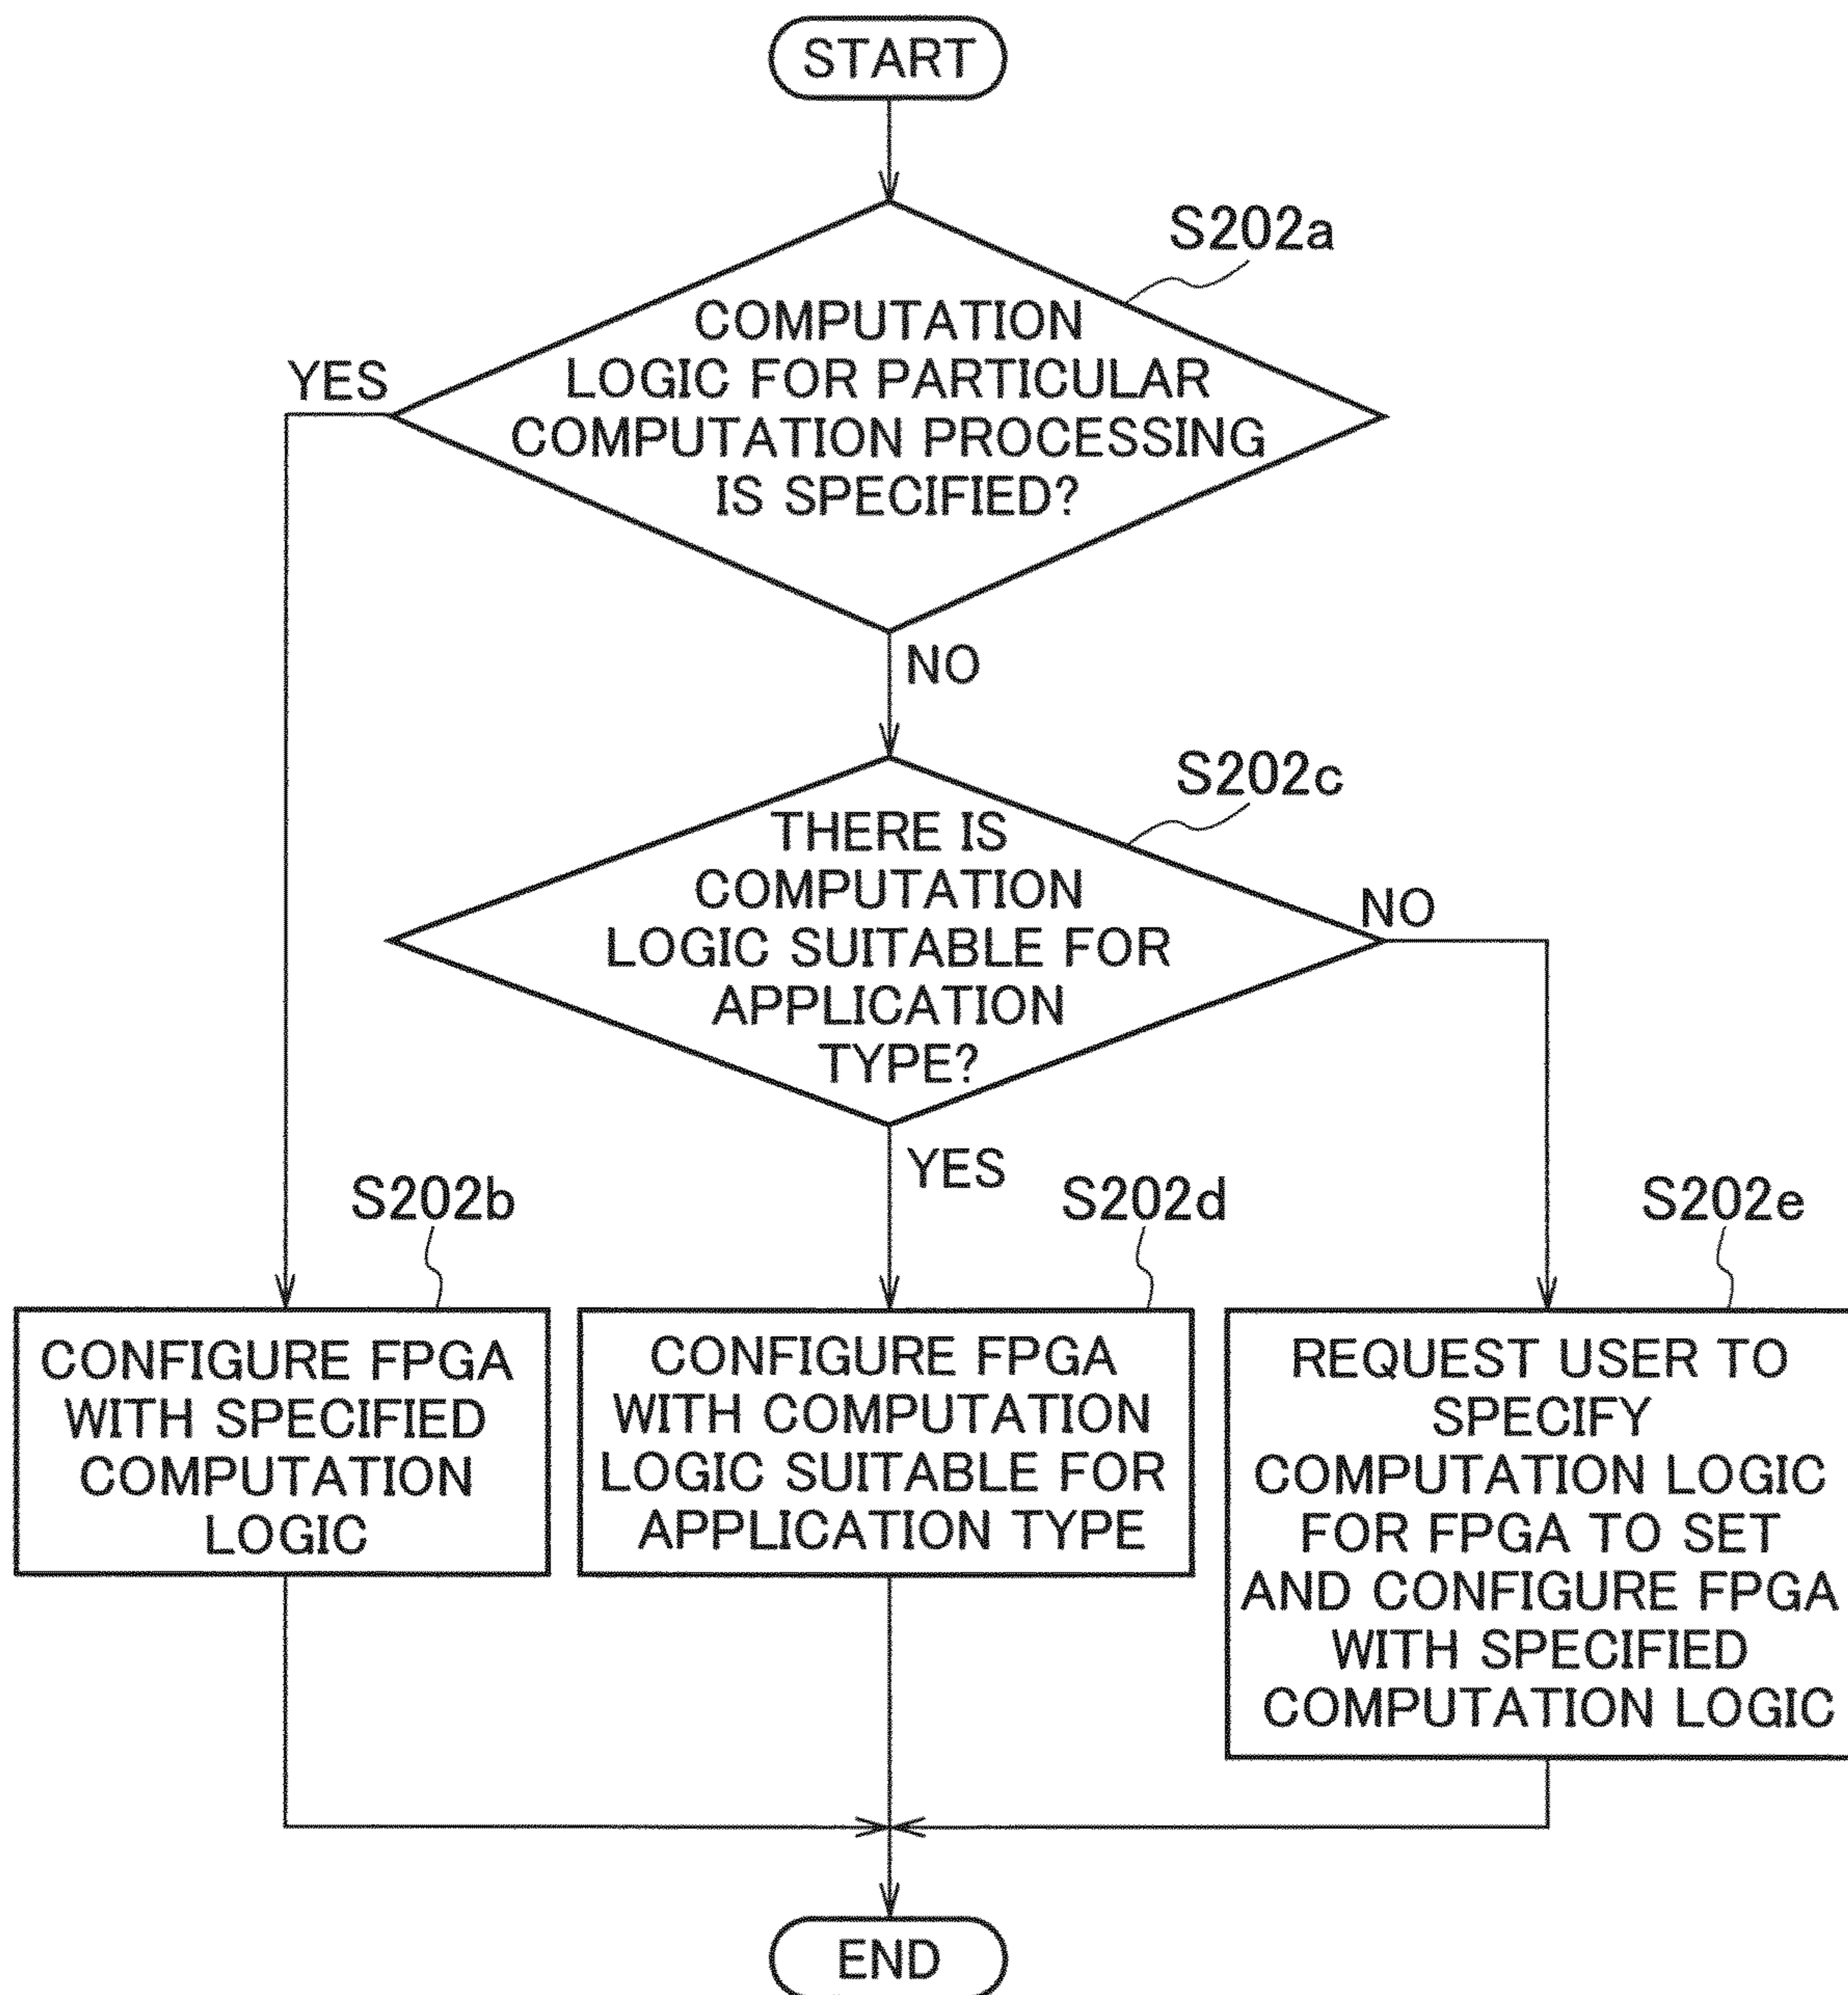 START
S202a
COMPUTATION
LOGIC FOR PARTICULAR
COMPUTATION PROCESSING
IS SPECIFIED?
YES
NO
S202c
THERE IS
COMPUTATION
LOGIC SUITABLE FOR
APPLICATION
TYPE?
NO
YES
S202b
CONFIGURE FPGA
WITH SPECIFIED
COMPUTATION
LOGIC
S202d
CONFIGURE FPGA
WITH COMPUTATION
LOGIC SUITABLE FOR
APPLICATION TYPE
S202e
REQUEST USER TO
SPECIFY
COMPUTATION LOGIC
FOR FPGA TO SET
AND CONFIGURE FPGA
WITH SPECIFIED
COMPUTATION LOGIC
END